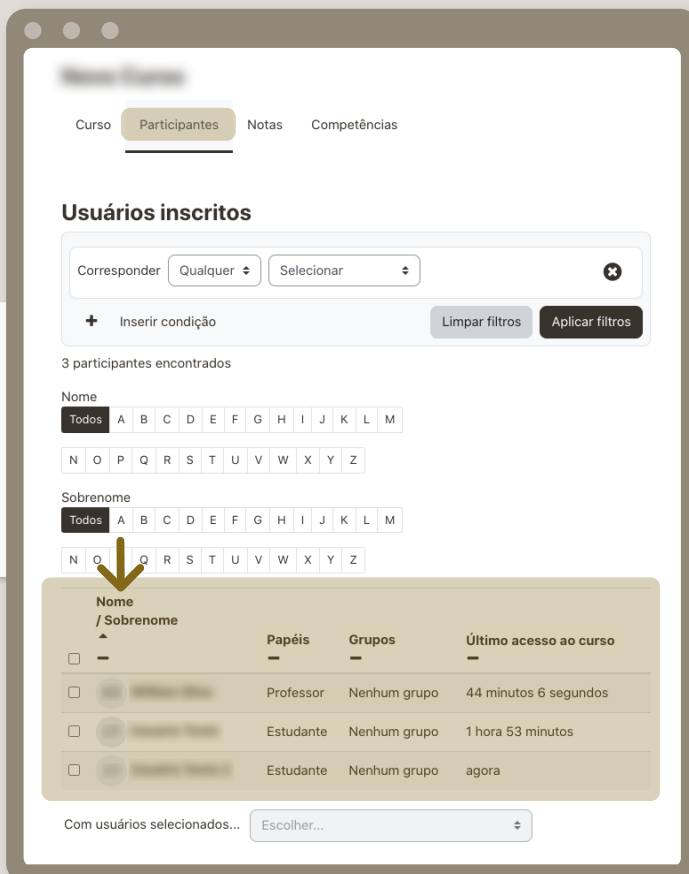 Curso Participantes Notas Competências
Usuários inscritos
Corresponder Qualquer Selecionar
Inserir condição Limpar filtros Aplicar filtros
3 participantes encontrados
Nome
Todos A B C D E F G H I J K L M
N O P Q R S T U V W X Y Z
Sobrenome
Todos A B C D E F G H I J K L M
N O Q R S T U V W X Y Z
Nome
/ Sobrenome
Papéis Grupos Último acesso ao curso
Professor Nenhum grupo 44 minutos 6 segundos
Estudante Nenhum grupo 1 hora 53 minutos
Estudante Nenhum grupo agora
Com usuários selecionados... Escolher...